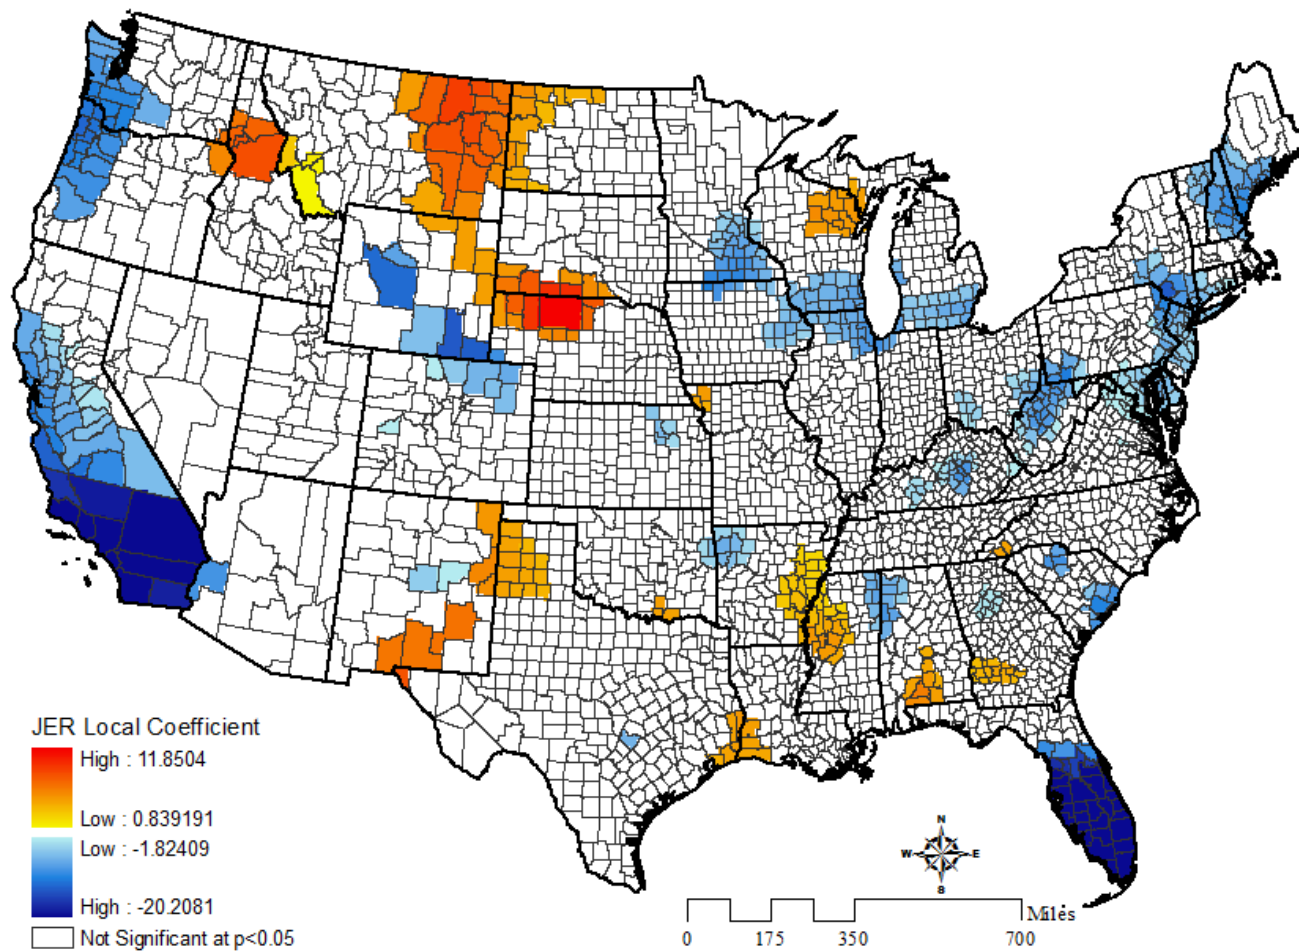 JER Local Coefficient
High : 11.8504
Low : 0.839191
Low : -1.82409
High : -20.2081
Not Significant at p<0.05
N
W E
S
Miles
0 175 350 700